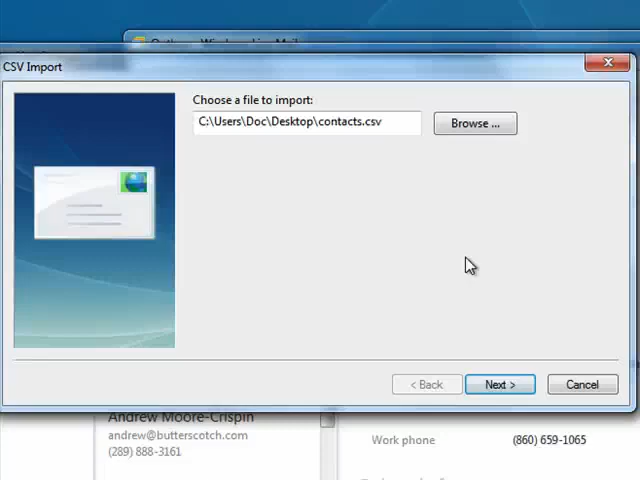 CSV Import
Choose a file to import:
C:\Users\Doc\Desktop\contacts.csv
Browse ...
< Back
Next >
Cancel
Andrew Moore-Crispin
andrew@butterscotch.com
(289) 888-3161
Work phone
(860) 659-1065